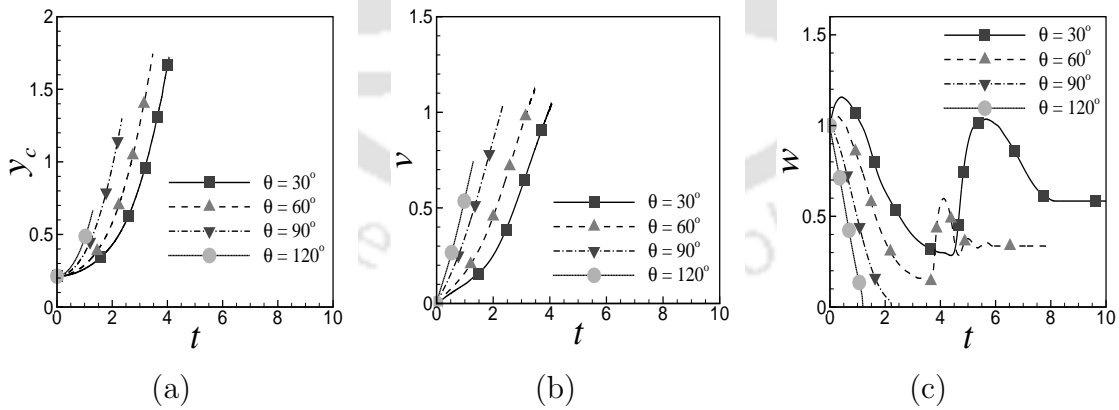 2
1.5
1
0.5
0
y_c
0 2 4 6 8 10
t
θ = 30°
θ = 60°
θ = 90°
θ = 120°
(a)
1.5
1
0.5
0
v
0 2 4 6 8 10
t
θ = 30°
θ = 60°
θ = 90°
θ = 120°
(b)
1.5
1
0.5
0
w
0 2 4 6 8 10
t
θ = 30°
θ = 60°
θ = 90°
θ = 120°
(c)